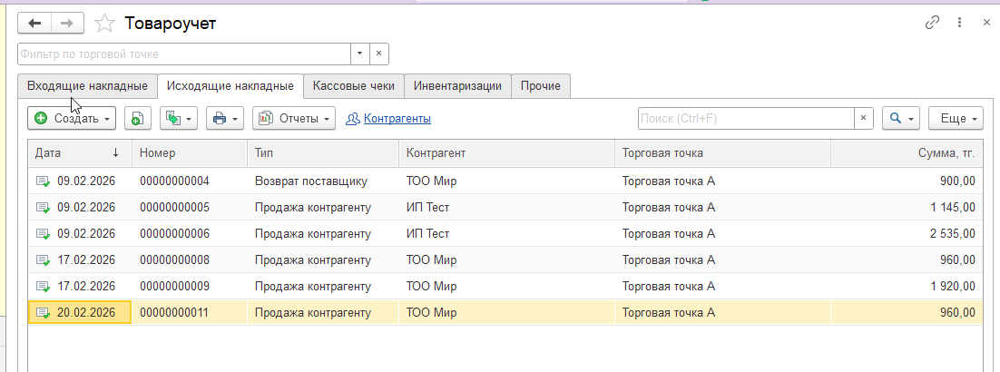 Товароучет
Фильтр по торговой точке
Входящие накладные Исходящие накладные Кассовые чеки Инвентаризации Прочие
Создать Отчеты Контрагенты Поиск (Ctrl+F) Еще
Дата Номер Тип Контрагент Торговая точка Сумма, тг.
09.02.2026 00000000004 Возврат поставщику ТОО Мир Торговая точка А 900,00
09.02.2026 00000000005 Продажа контрагенту ИП Тест Торговая точка А 1 145,00
09.02.2026 00000000006 Продажа контрагенту ИП Тест Торговая точка А 2 535,00
17.02.2026 00000000008 Продажа контрагенту ТОО Мир Торговая точка А 960,00
17.02.2026 00000000009 Продажа контрагенту ТОО Мир Торговая точка А 1 920,00
20.02.2026 00000000011 Продажа контрагенту ТОО Мир Торговая точка А 960,00